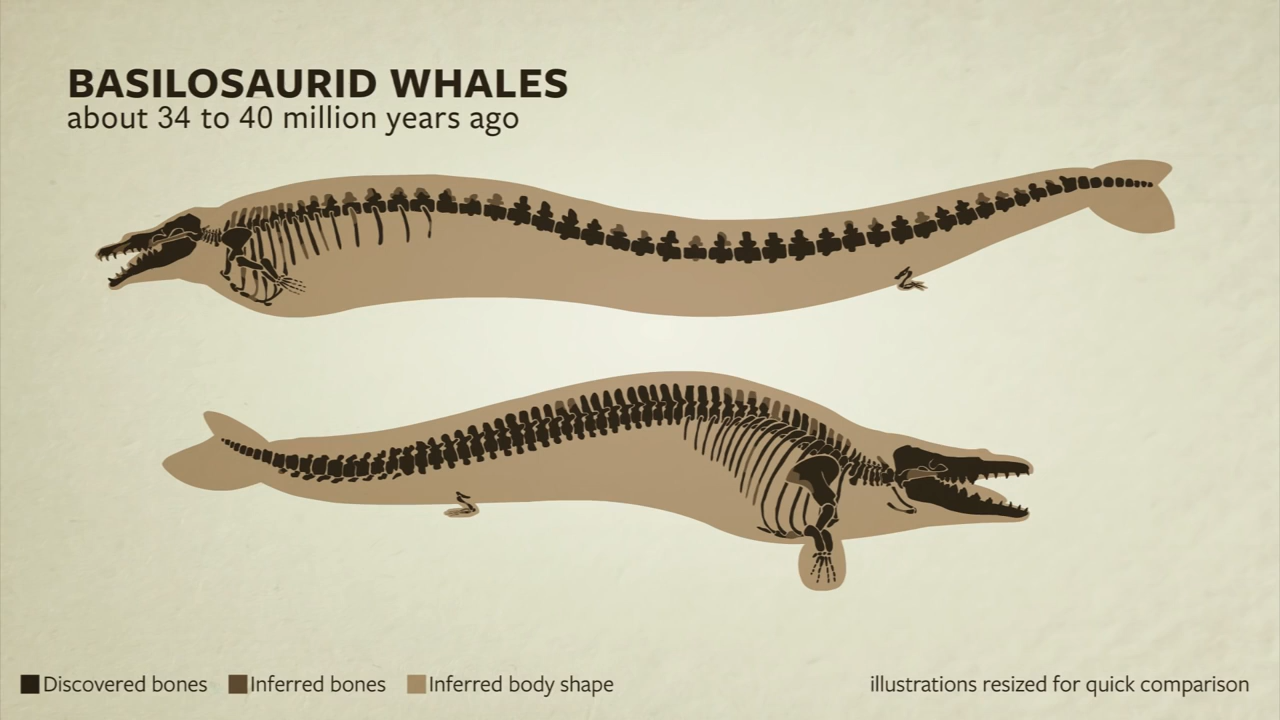 BASILOSAURID WHALES
about 34 to 40 million years ago
Discovered bones
Inferred bones
Inferred body shape
illustrations resized for quick comparison